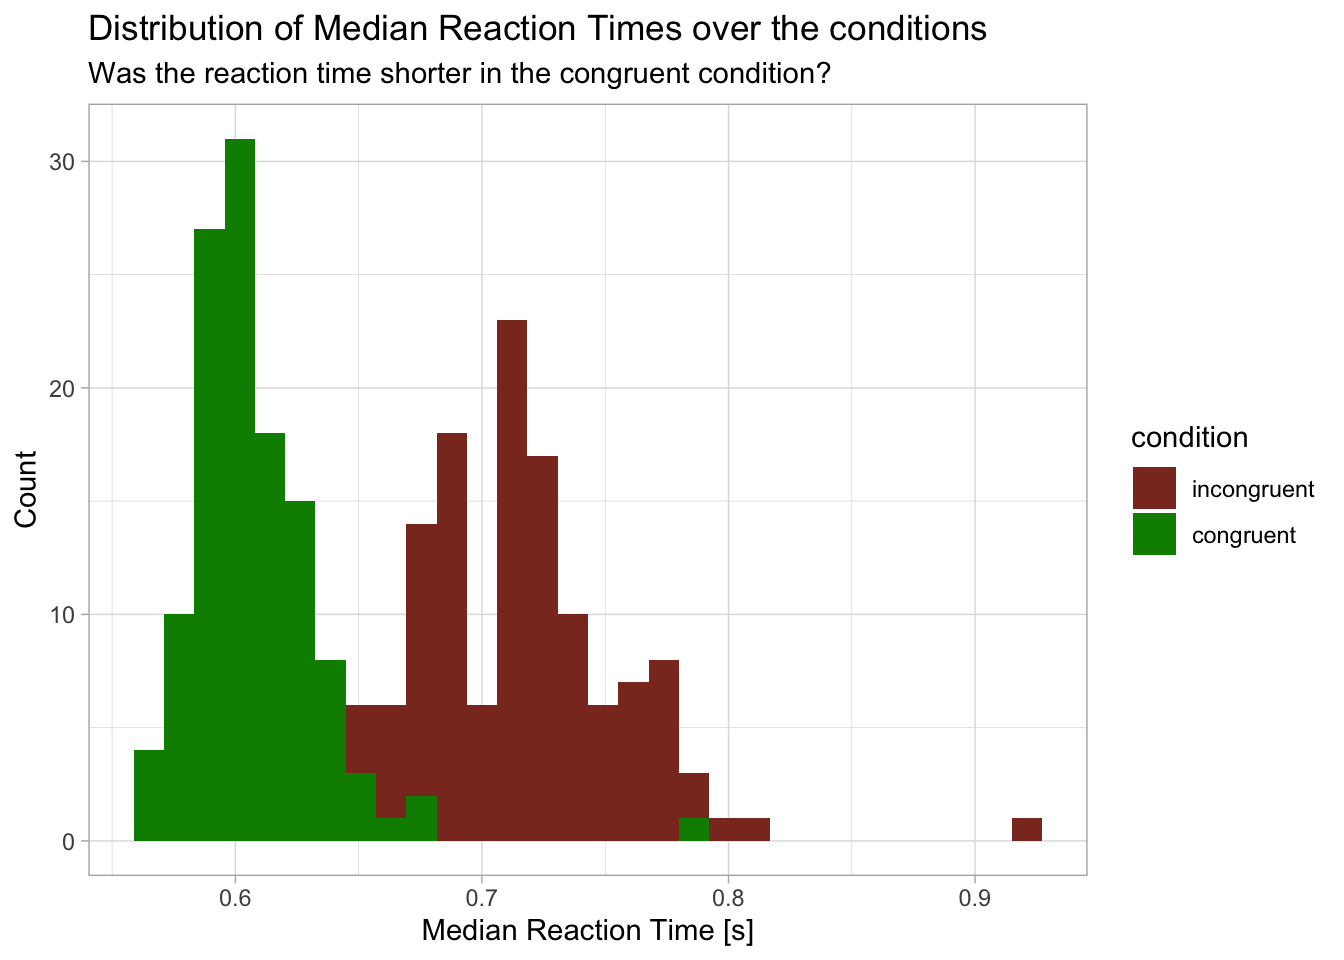 Distribution of Median Reaction Times over the conditions
Was the reaction time shorter in the congruent condition?
30
20
10
0
Count
0.6 0.7 0.8 0.9
Median Reaction Time [s]
condition
incongruent
congruent